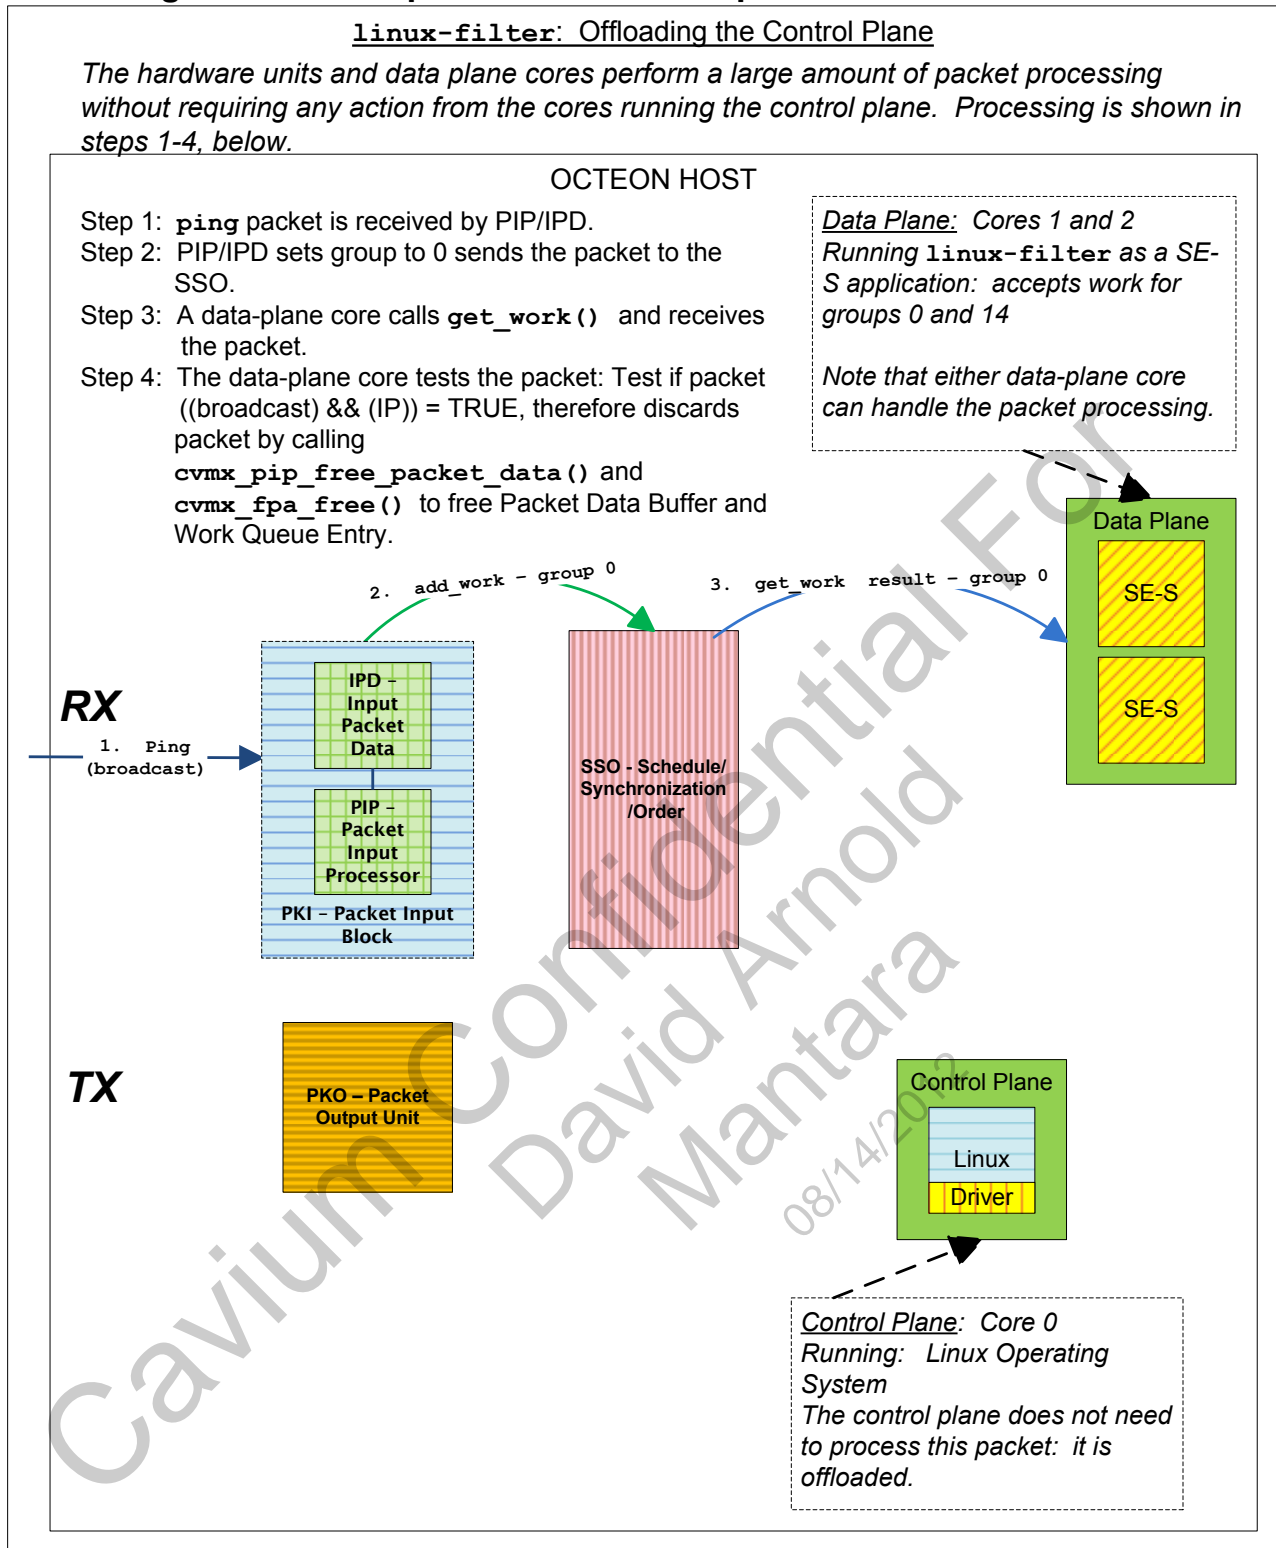 linux-filter: Offloading the Control Plane
The hardware units and data plane cores perform a large amount of packet processing
without requiring any action from the cores running the control plane. Processing is shown in
steps 1-4, below.
OCTEON HOST
Step 1: ping packet is received by PIP/IPD.
Step 2: PIP/IPD sets group to 0 sends the packet to the
SSO.
Step 3: A data-plane core calls get_work() and receives
the packet.
Step 4: The data-plane core tests the packet: Test if packet
((broadcast) && (IP)) = TRUE, therefore discards
packet by calling
cvmx_pip_free_packet_data() and
cvmx_fpa_free() to free Packet Data Buffer and
Work Queue Entry.
Data Plane: Cores 1 and 2
Running linux-filter as a SE-
S application: accepts work for
groups 0 and 14
Note that either data-plane core
can handle the packet processing.
2. add_work – group 0
3. get_work result – group 0
Data Plane
SE-S
SE-S
RX
1. Ping
(broadcast)
IPD –
Input
Packet
Data
PIP –
Packet
Input
Processor
PKI – Packet Input
Block
SSO - Schedule/
Synchronization
/Order
TX
PKO – Packet
Output Unit
Control Plane
Linux
Driver
Control Plane: Core 0
Running: Linux Operating
System
The control plane does not need
to process this packet: it is
offloaded.
Cavium Confidential For
David Arnold
Mantara
08/14/2012